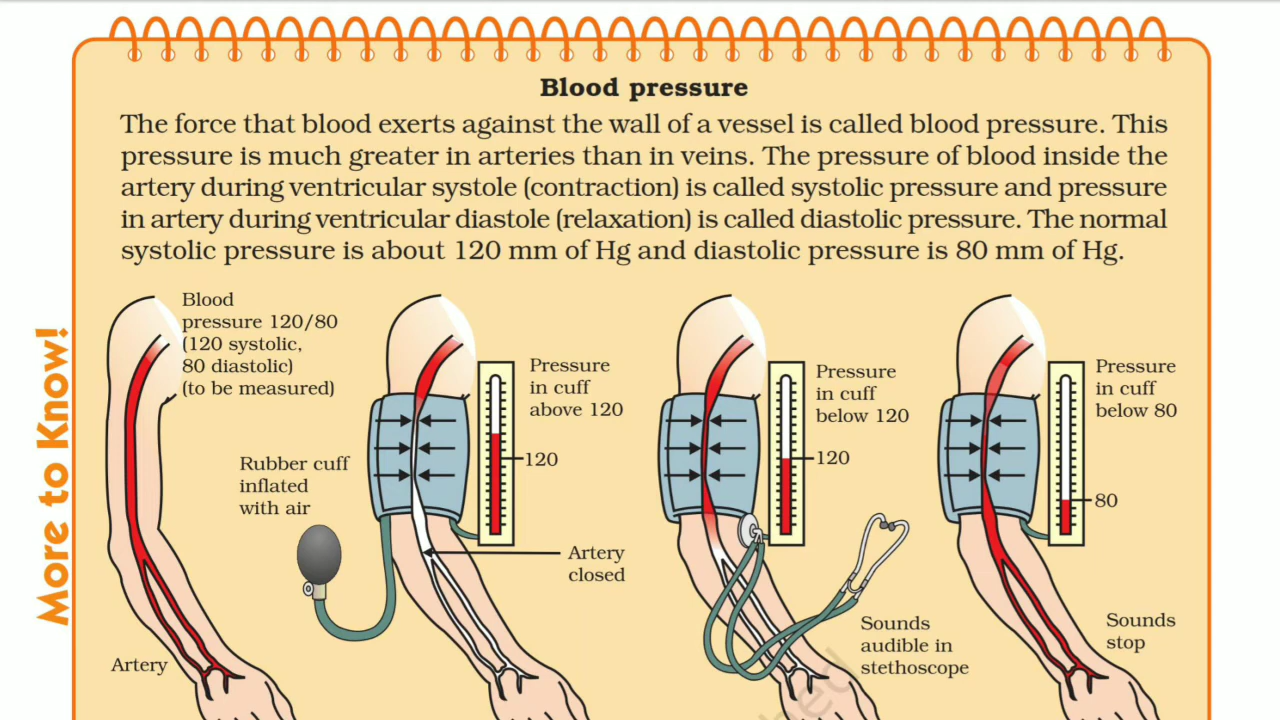 Blood pressure
The force that blood exerts against the wall of a vessel is called blood pressure. This
pressure is much greater in arteries than in veins. The pressure of blood inside the
artery during ventricular systole (contraction) is called systolic pressure and pressure
in artery during ventricular diastole (relaxation) is called diastolic pressure. The normal
systolic pressure is about 120 mm of Hg and diastolic pressure is 80 mm of Hg.
More to Know!
Blood
pressure 120/80
(120 systolic,
80 diastolic)
(to be measured)
Artery
Rubber cuff
inflated
with air
Pressure
in cuff
above 120
120
Artery
closed
Pressure
in cuff
below 120
120
Sounds
audible in
stethoscope
Pressure
in cuff
below 80
80
Sounds
stop